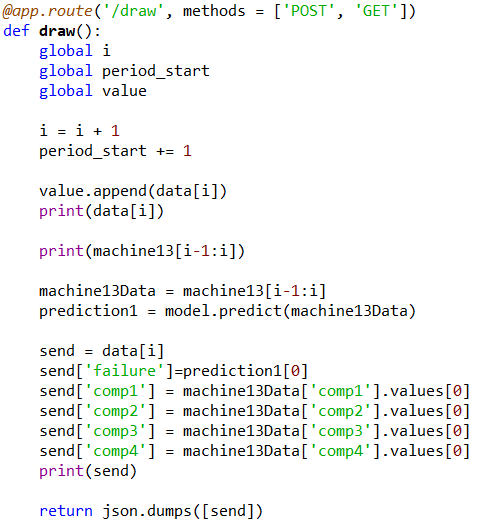 @app.route('/draw', methods = ['POST', 'GET'])
def draw():
    global i
    global period_start
    global value

    i = i + 1
    period_start += 1

    value.append(data[i])
    print(data[i])

    print(machine13[i-1:i])

    machine13Data = machine13[i-1:i]
    prediction1 = model.predict(machine13Data)

    send = data[i]
    send['failure']=prediction1[0]
    send['comp1'] = machine13Data['comp1'].values[0]
    send['comp2'] = machine13Data['comp2'].values[0]
    send['comp3'] = machine13Data['comp3'].values[0]
    send['comp4'] = machine13Data['comp4'].values[0]
    print(send)

    return json.dumps([send])